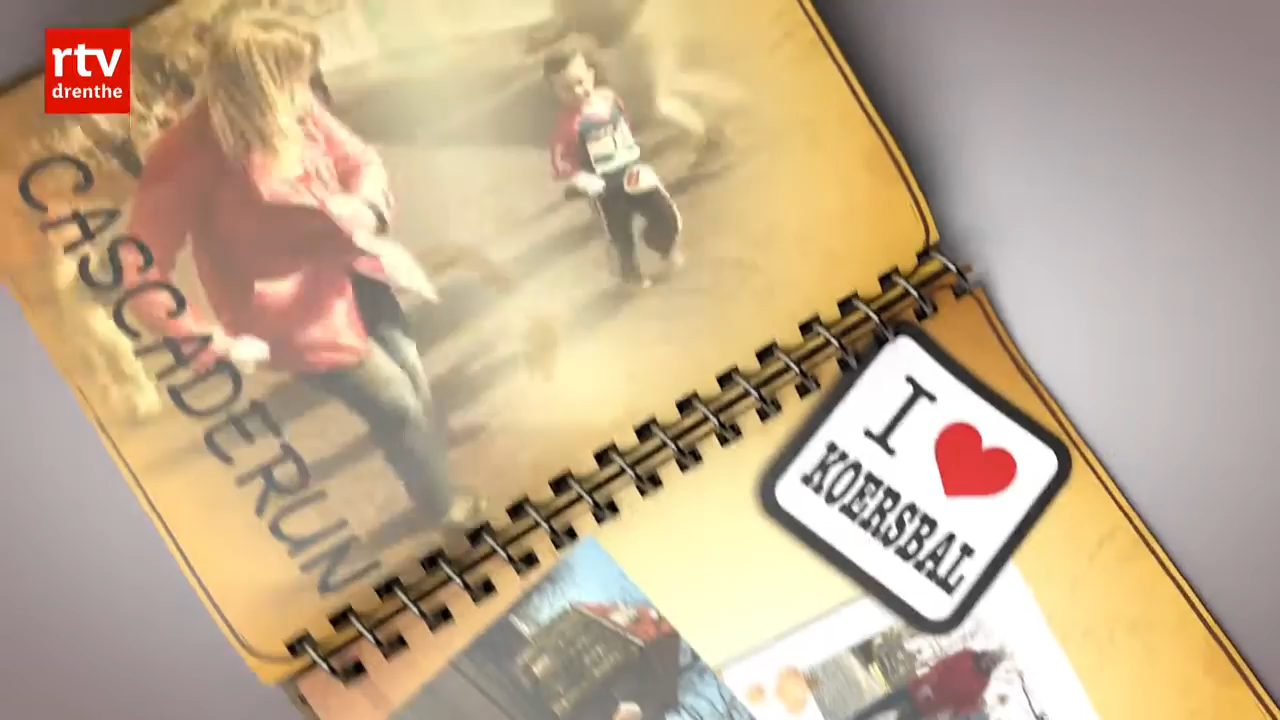 rtv
drenthe
CASCADERUN
I ♥
KOERSBAL